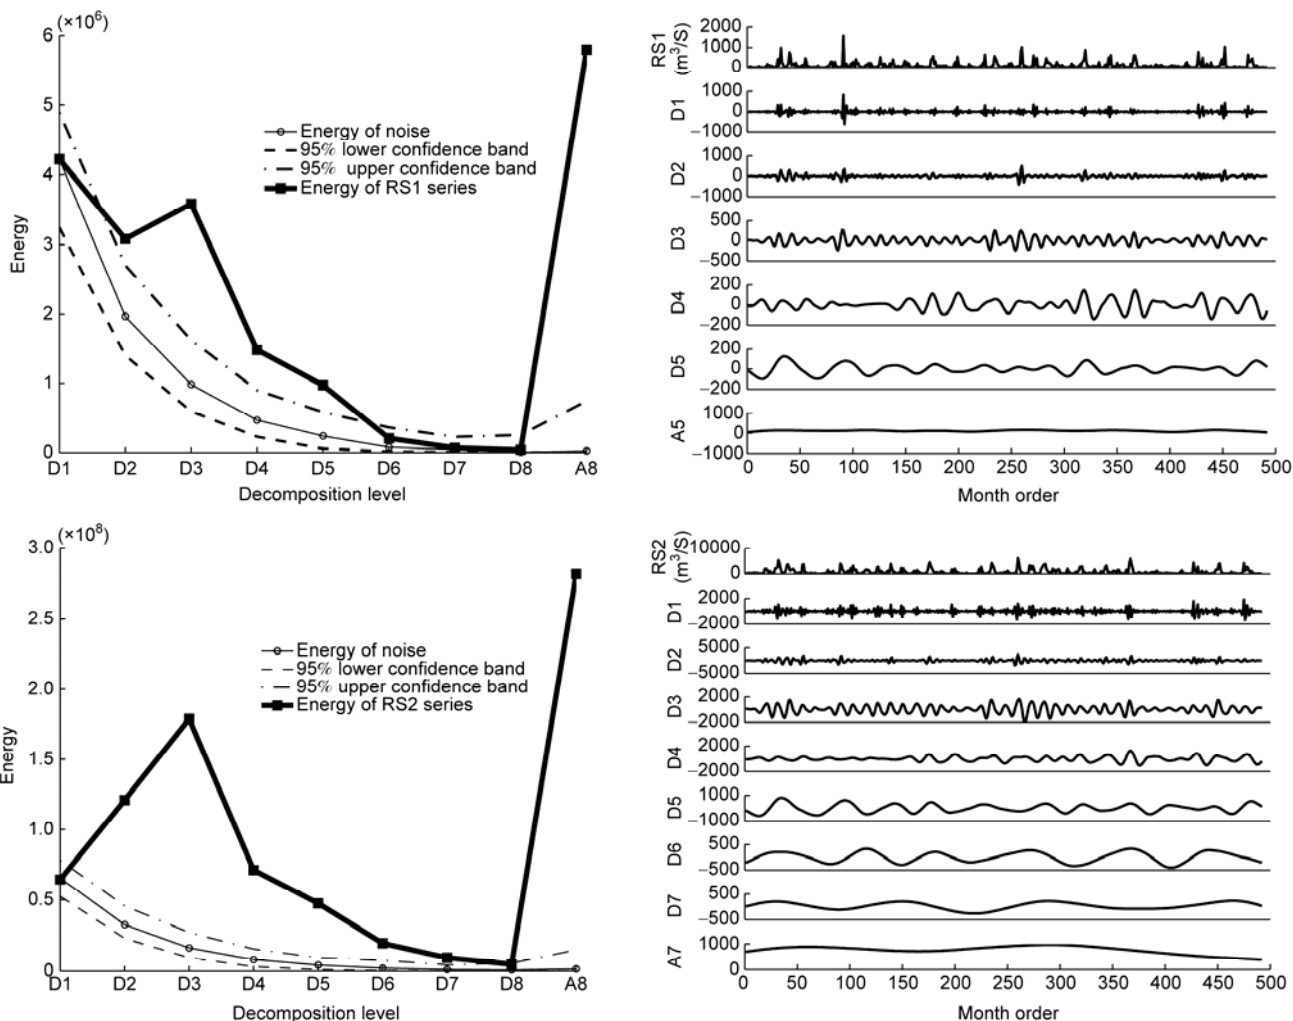 (×10⁶)
6
5
4
3
2
1
0
Energy
Energy of noise
95% lower confidence band
95% upper confidence band
Energy of RS1 series
D1 D2 D3 D4 D5 D6 D7 D8 A8
Decomposition level
RS1
(m³/S)
2000
1000
0
D1
1000
0
−1000
D2
1000
0
−1000
D3
500
0
−500
D4
200
0
−200
D5
200
0
−200
A5
1000
0
−1000
0 50 100 150 200 250 300 350 400 450 500
Month order
(×10⁸)
3.0
2.5
2.0
1.5
1.0
0.5
0
Energy
Energy of noise
95% lower confidence band
95% upper confidence band
Energy of RS2 series
D1 D2 D3 D4 D5 D6 D7 D8 A8
Decomposition level
RS2
(m³/S)
10000
0
D1
2000
0
−2000
D2
5000
0
−5000
D3
2000
0
−2000
D4
2000
0
−2000
D5
1000
0
−1000
D6
500
0
−500
D7
500
0
−500
A7
1000
0
0 50 100 150 200 250 300 350 400 450 500
Month order